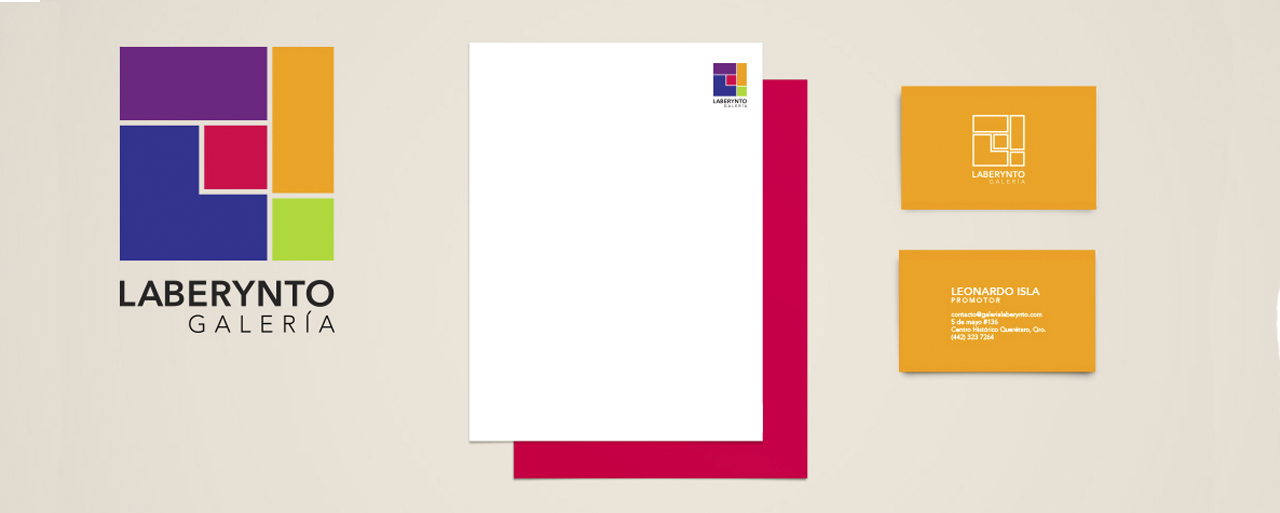 LABERYNTO
GALERÍA
LABERYNTO
GALERÍA
LABERYNTO
GALERÍA
LEONARDO ISLA
PROMOTOR
contacto@galerialaberynto.com
5 de mayo #136
Centro Histórico Querétaro, Qro.
(442) 323 7264